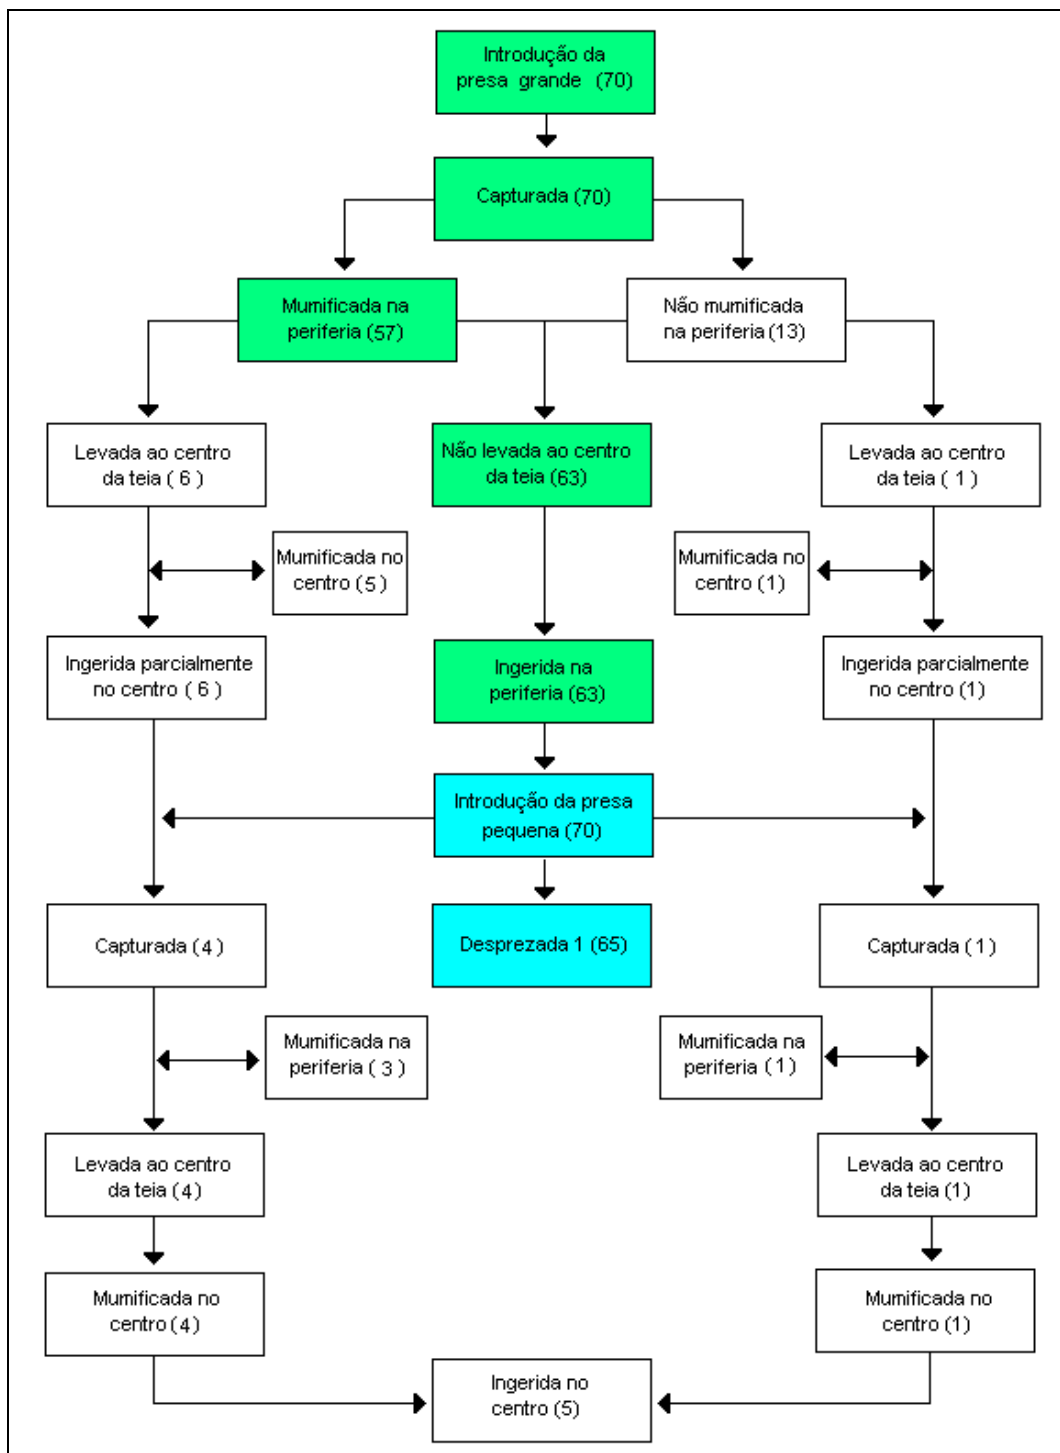 Introdução da
presa grande (70)
Capturada (70)
Mumificada na
periferia (57)
Não mumificada
na periferia (13)
Levada ao centro
da teia ( 6 )
Não levada ao centro
da teia (63)
Levada ao centro
da teia ( 1 )
Mumificada no
centro (5)
Mumificada no
centro (1)
Ingerida parcialmente
no centro ( 6 )
Ingerida na
periferia (63)
Ingerida parcialmente
no centro (1)
Introdução da presa
pequena (70)
Capturada ( 4 )
Desprezada 1 (65)
Capturada ( 1 )
Mumificada na
periferia ( 3 )
Mumificada na
periferia ( 1 )
Levada ao centro
da teia (4)
Levada ao centro
da teia (1)
Mumificada no
centro (4)
Mumificada no
centro (1)
Ingerida no
centro (5)